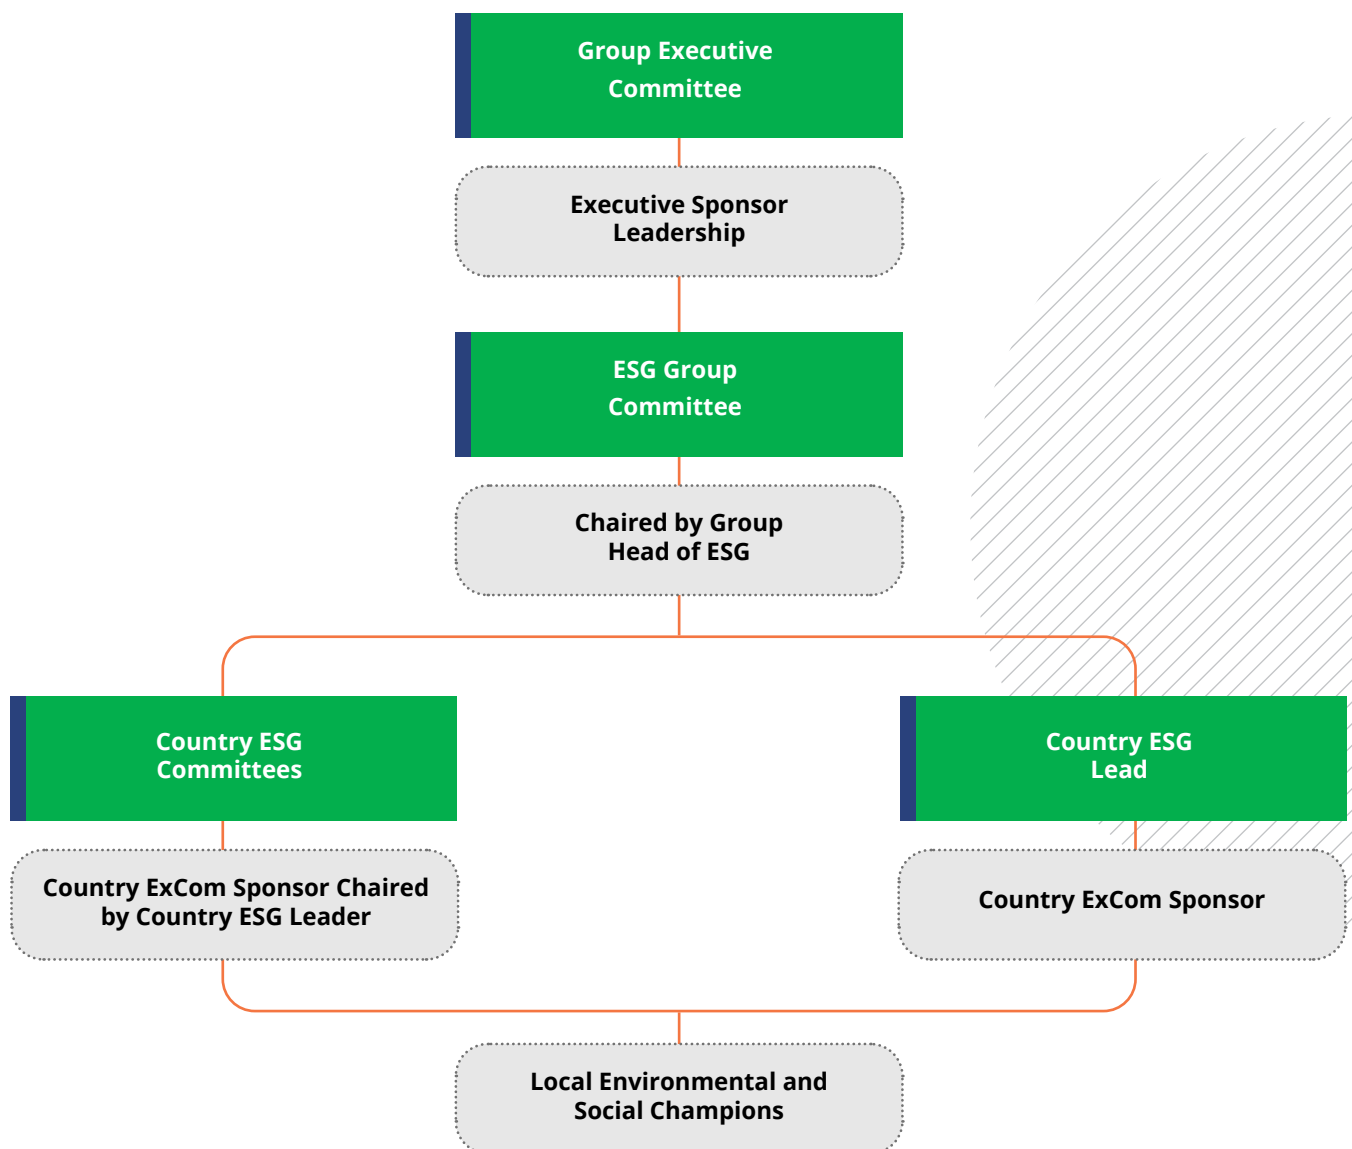 Group Executive
Committee
Executive Sponsor
Leadership
ESG Group
Committee
Chaired by Group
Head of ESG
Country ESG
Committees
Country ESG
Lead
Country ExCom Sponsor Chaired
by Country ESG Leader
Country ExCom Sponsor
Local Environmental and
Social Champions